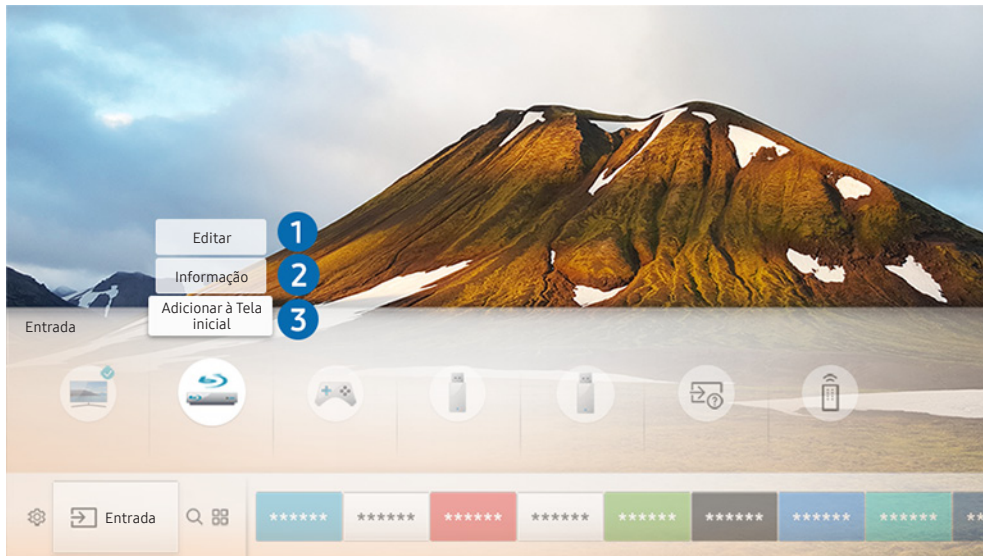 Editar
1
Informação
2
Adicionar à Tela
inicial
3
Entrada
Entrada
****** ****** ****** ****** ****** ****** ****** ****** **